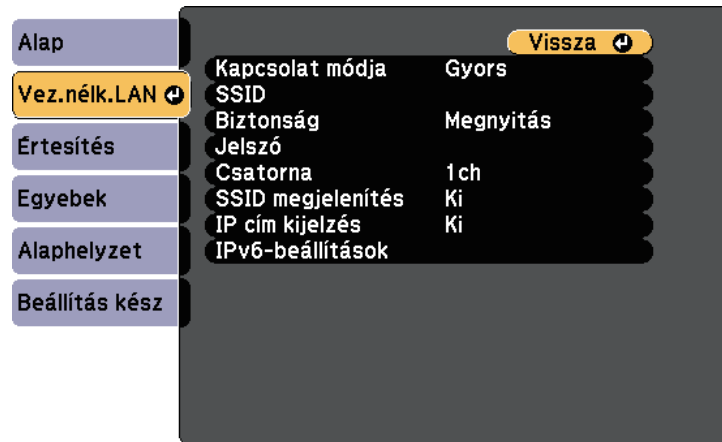 Alap
Vez.nélk.LAN
Értesítés
Egyebek
Alaphelyzet
Beállítás kész
Vissza
Kapcsolat módja Gyors
SSID
Biztonság Megnyitás
Jelszó
Csatorna 1ch
SSID megjelenítés Ki
IP cím kijelzés Ki
IPv6-beállítások